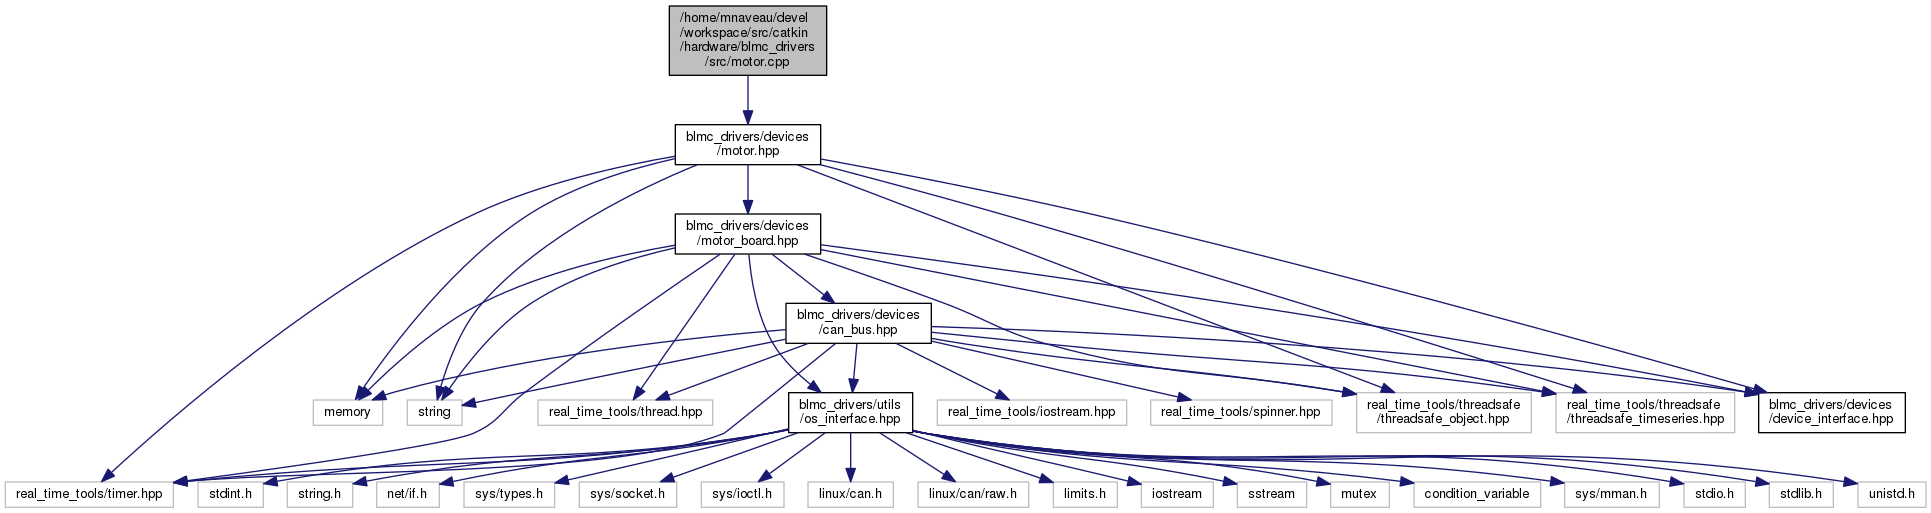 /home/mnaveau/devel
/workspace/src/catkin
/hardware/blmc_drivers
/src/motor.cpp
blmc_drivers/devices
/motor.hpp
blmc_drivers/devices
/motor_board.hpp
blmc_drivers/devices
/can_bus.hpp
memory
string
real_time_tools/thread.hpp
blmc_drivers/utils
/os_interface.hpp
real_time_tools/iostream.hpp
real_time_tools/spinner.hpp
real_time_tools/threadsafe
/threadsafe_object.hpp
real_time_tools/threadsafe
/threadsafe_timeseries.hpp
blmc_drivers/devices
/device_interface.hpp
real_time_tools/timer.hpp
stdint.h
string.h
net/if.h
sys/types.h
sys/socket.h
sys/ioctl.h
linux/can.h
linux/can/raw.h
limits.h
iostream
sstream
mutex
condition_variable
sys/mman.h
stdio.h
stdlib.h
unistd.h